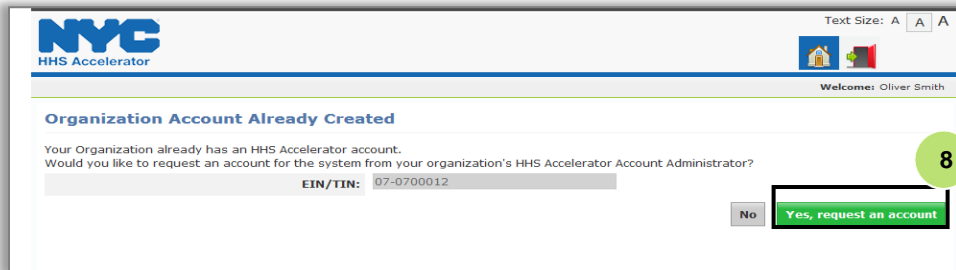 Text Size: A A A
NYC
HHS Accelerator
Welcome: Oliver Smith
Organization Account Already Created
Your Organization already has an HHS Accelerator account.
Would you like to request an account for the system from your organization's HHS Accelerator Account Administrator?
8
EIN/TIN: 07-0700012
No Yes, request an account